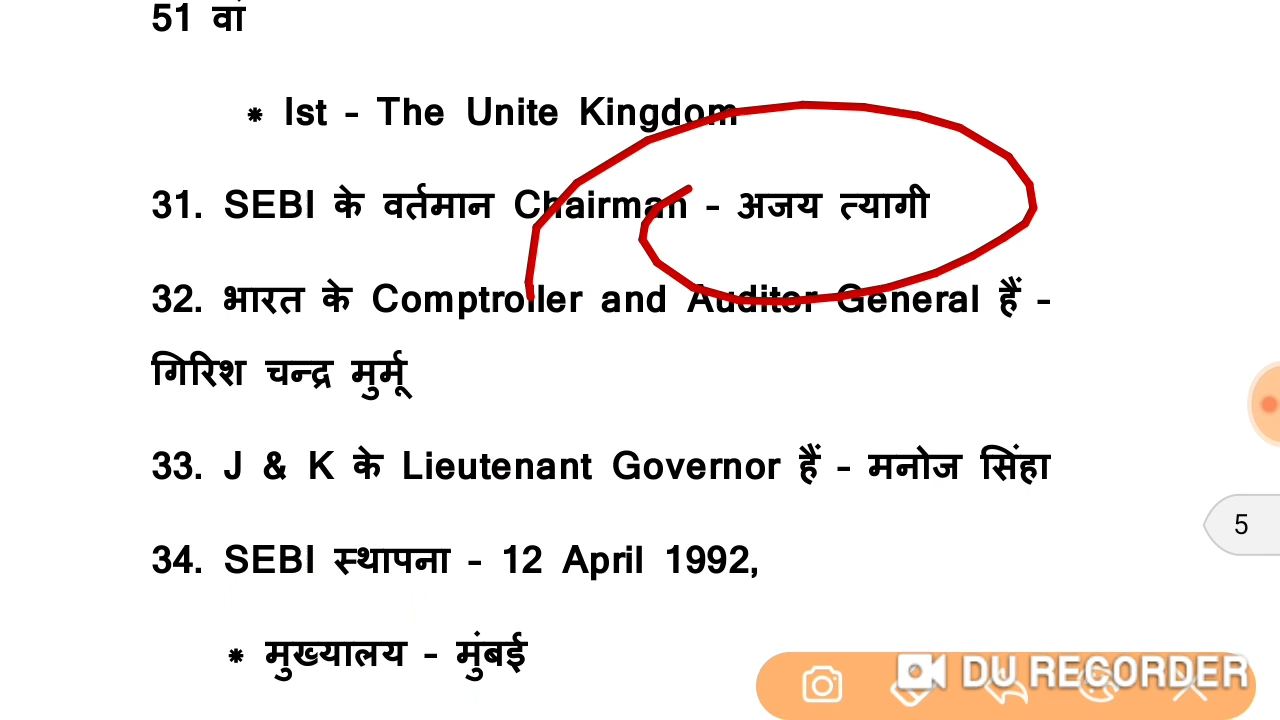 51 वां
* Ist - The Unite Kingdom
31. SEBI के वर्तमान Chairman - अजय त्यागी
32. भारत के Comptroller and Auditor General हैं -
गिरिश चन्द्र मुर्मू
33. J & K के Lieutenant Governor हैं - मनोज सिंहा
34. SEBI स्थापना - 12 April 1992,
5
* मुख्यालय - मुंबई
DU RECORDER